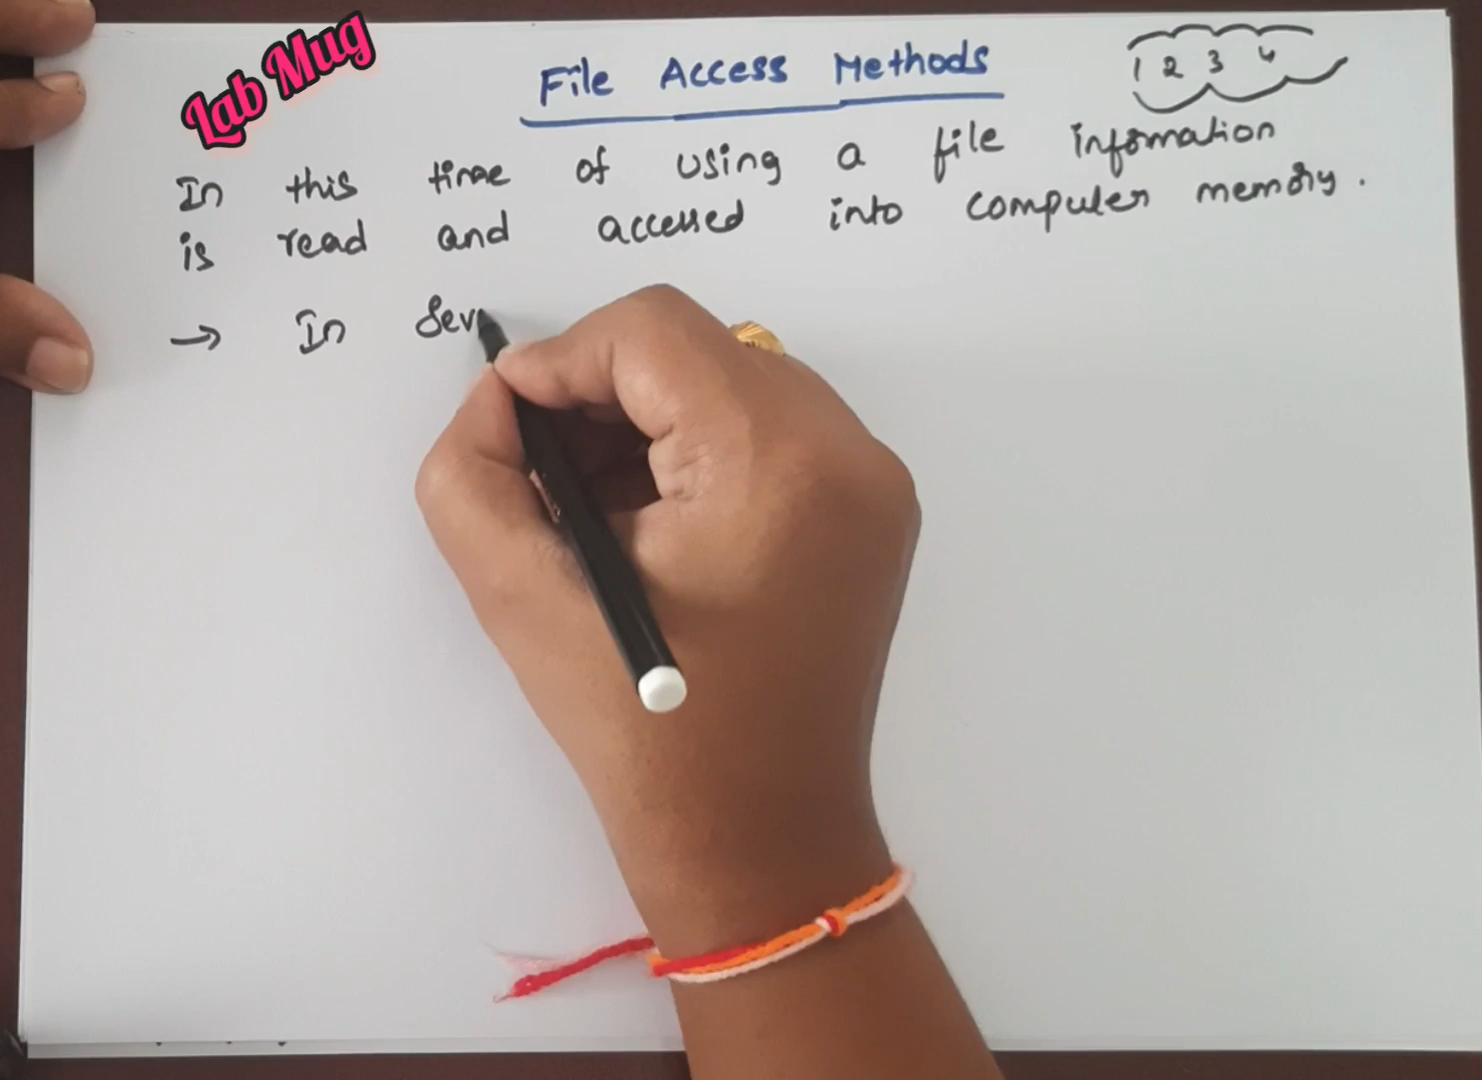 Lab Mug
File Access Methods
1 2 3 4
In this time of using a file information
is read and accessed into computer memory.
→ In Sev